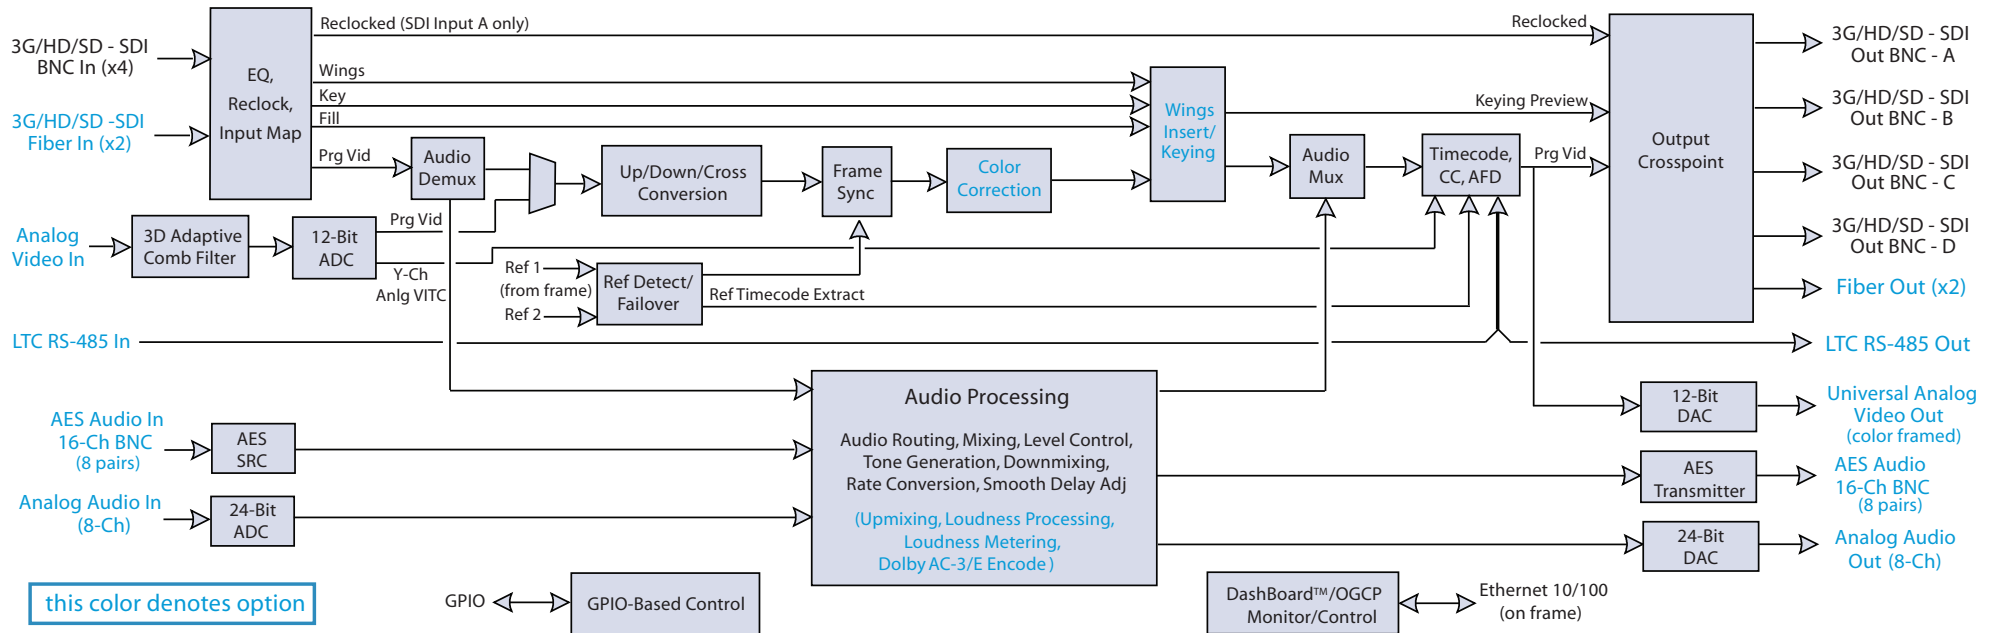 3G/HD/SD - SDI
BNC In (x4)
3G/HD/SD -SDI
Fiber In (x2)
EQ,
Reclock,
Input Map
Reclocked (SDI Input A only)
Reclocked
Wings
Key
Fill
Prg Vid
Audio
Demux
Up/Down/Cross
Conversion
Frame
Sync
Color
Correction
Wings
Insert/
Keying
Keying Preview
Audio
Mux
Timecode,
CC, AFD
Prg Vid
Output
Crosspoint
3G/HD/SD - SDI
Out BNC - A
3G/HD/SD - SDI
Out BNC - B
3G/HD/SD - SDI
Out BNC - C
3G/HD/SD - SDI
Out BNC - D
Fiber Out (x2)
Analog
Video In
3D Adaptive
Comb Filter
12-Bit
ADC
Prg Vid
Y-Ch
Anlg VITC
Ref 1
(from frame)
Ref 2
Ref Detect/
Failover
Ref Timecode Extract
LTC RS-485 In
LTC RS-485 Out
AES Audio In
16-Ch BNC
(8 pairs)
AES
SRC
Analog Audio In
(8-Ch)
24-Bit
ADC
Audio Processing
Audio Routing, Mixing, Level Control,
Tone Generation, Downmixing,
Rate Conversion, Smooth Delay Adj
(Upmixing, Loudness Processing,
Loudness Metering,
Dolby AC-3/E Encode)
12-Bit
DAC
Universal Analog
Video Out
(color framed)
AES
Transmitter
AES Audio
16-Ch BNC
(8 pairs)
24-Bit
DAC
Analog Audio
Out (8-Ch)
this color denotes option
GPIO
GPIO-Based Control
DashBoard™/OGCP
Monitor/Control
Ethernet 10/100
(on frame)